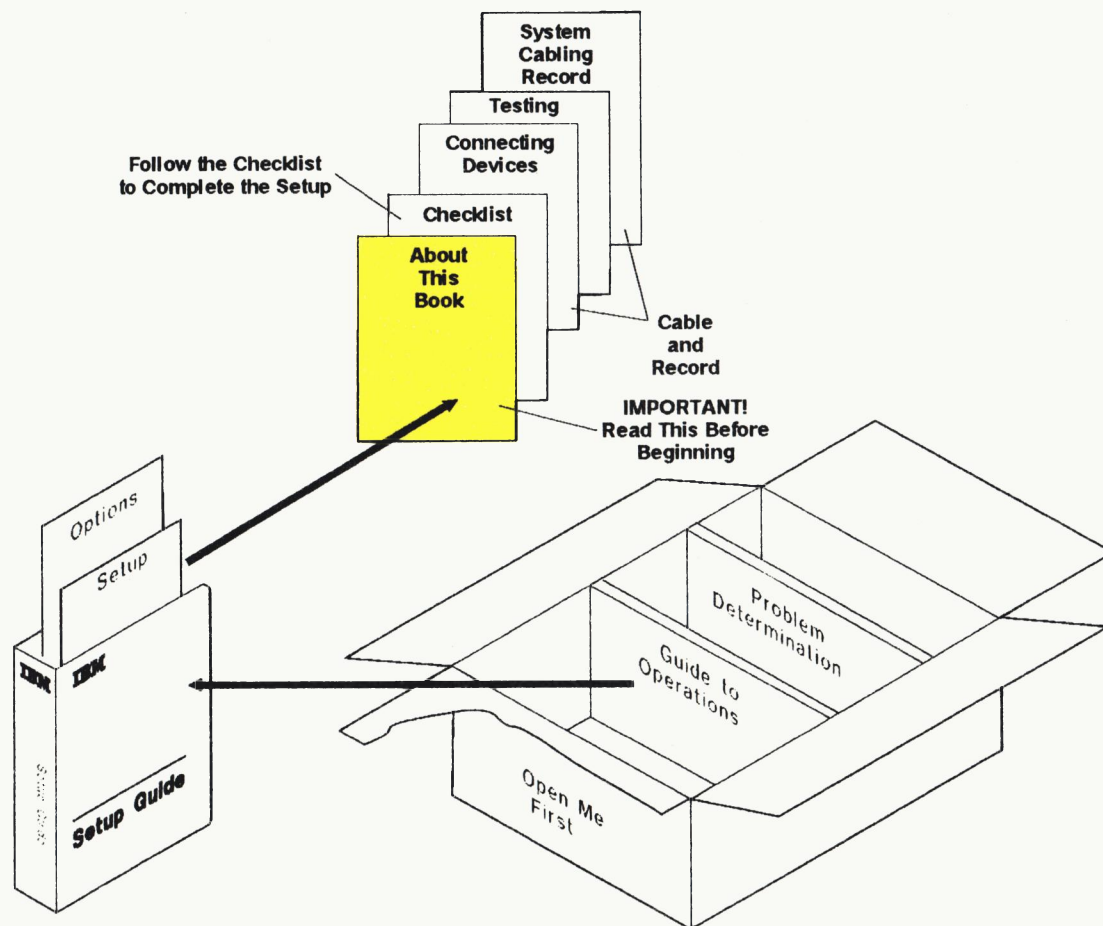 System
Cabling
Record
Testing
Connecting
Devices
Follow the Checklist
to Complete the Setup
Checklist
About
This
Book
Cable
and
Record
IMPORTANT!
Read This Before
Beginning
Options
Setup
Problem
Determination
Guide to
Operations
IBM
IBM
Setup Guide
Setup Guide
Open Me
First